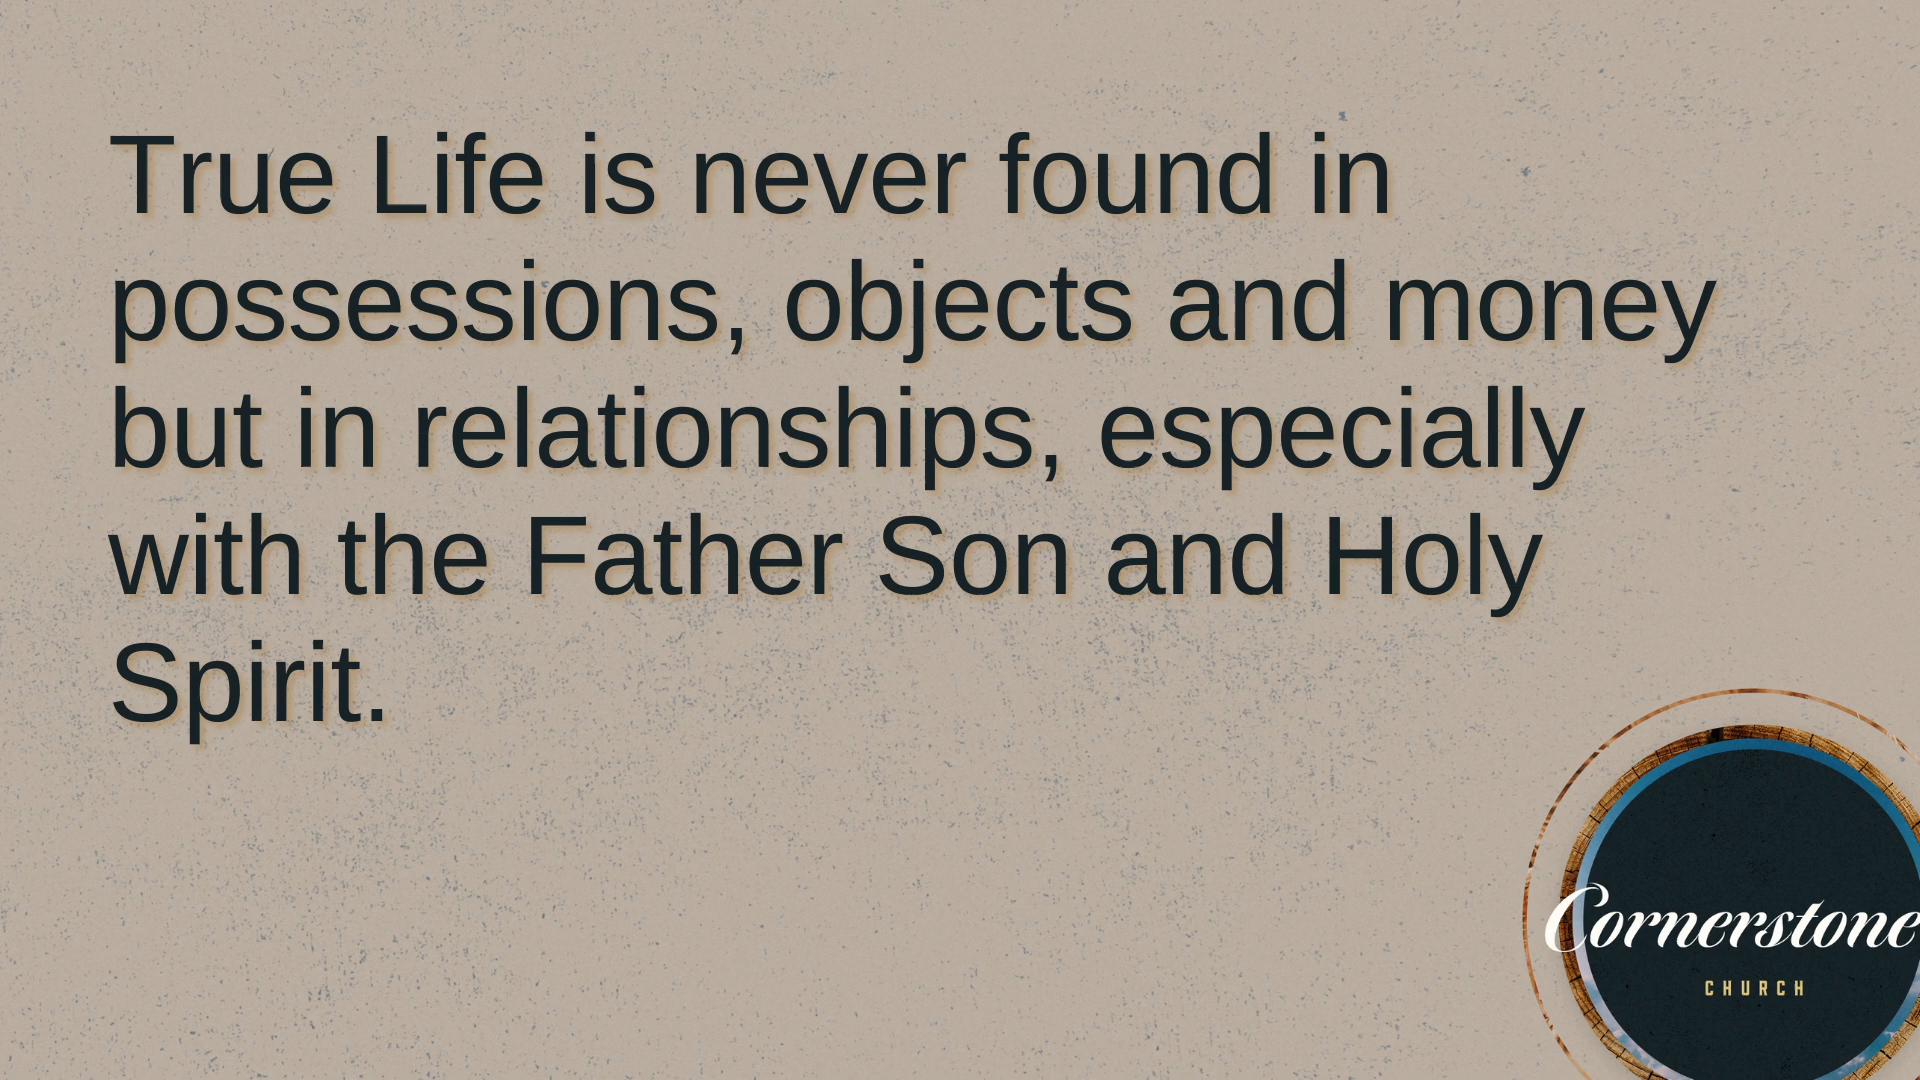 True Life is never found in
possessions, objects and money
but in relationships, especially
with the Father Son and Holy
Spirit.
Cornerstone
CHURCH